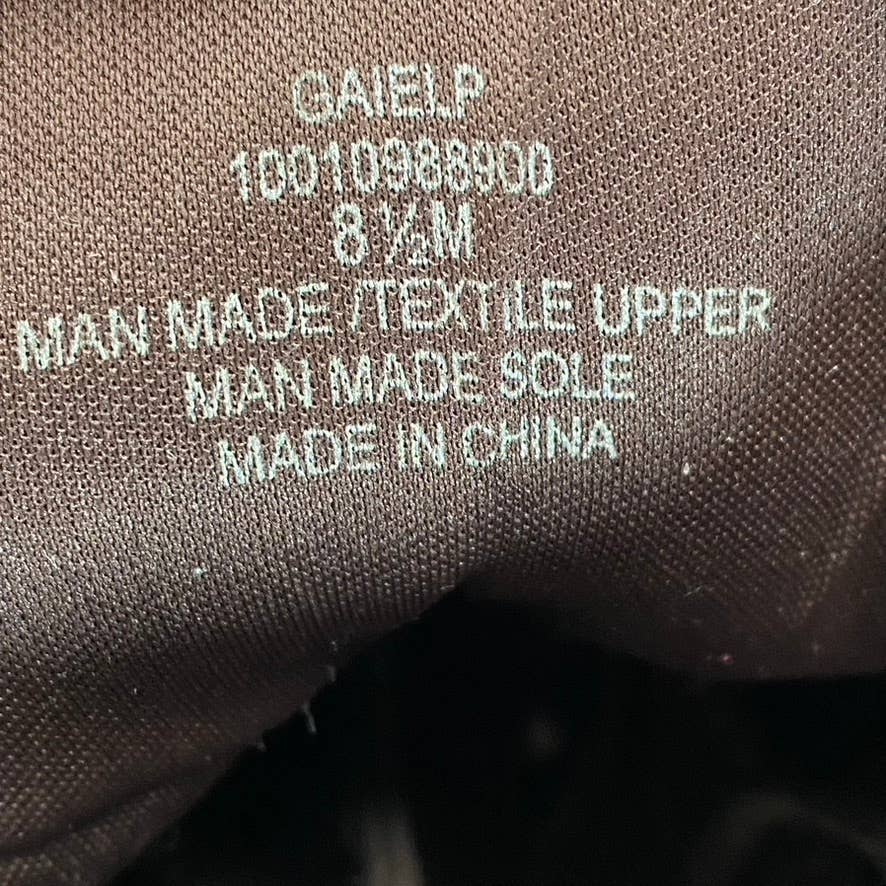 GAIELP
10010988900
8 ½M
MAN MADE /TEXTILE UPPER
MAN MADE SOLE
MADE IN CHINA